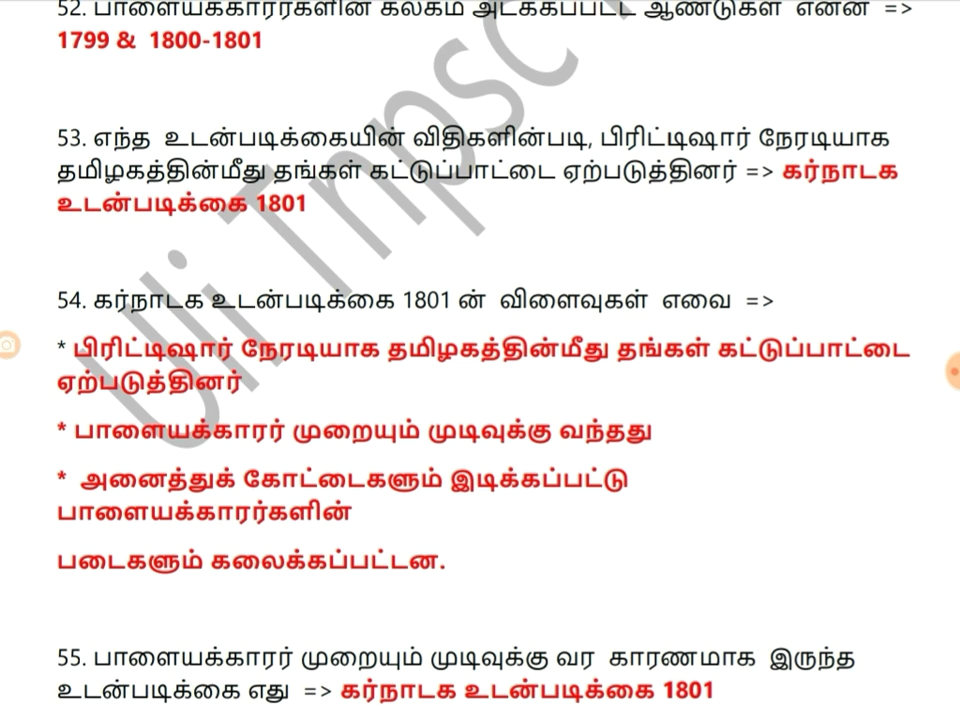 52. பாளையக்காரர்களின் கலகம் அடக்கப்பட்ட ஆண்டுகள் என்ன =>
1799 & 1800-1801
53. எந்த உடன்படிக்கையின் விதிகளின்படி, பிரிட்டிஷார் நேரடியாக
தமிழகத்தின்மீது தங்கள் கட்டுப்பாட்டை ஏற்படுத்தினர் => கர்நாடக
உடன்படிக்கை 1801
54. கர்நாடக உடன்படிக்கை 1801 ன் விளைவுகள் எவை =>
* பிரிட்டிஷார் நேரடியாக தமிழகத்தின்மீது தங்கள் கட்டுப்பாட்டை
ஏற்படுத்தினர்
* பாளையக்காரர் முறையும் முடிவுக்கு வந்தது
* அனைத்துக் கோட்டைகளும் இடிக்கப்பட்டு
பாளையக்காரர்களின்
படைகளும் கலைக்கப்பட்டன.
55. பாளையக்காரர் முறையும் முடிவுக்கு வர காரணமாக இருந்த
உடன்படிக்கை எது => கர்நாடக உடன்படிக்கை 1801
Uji Tnpsc